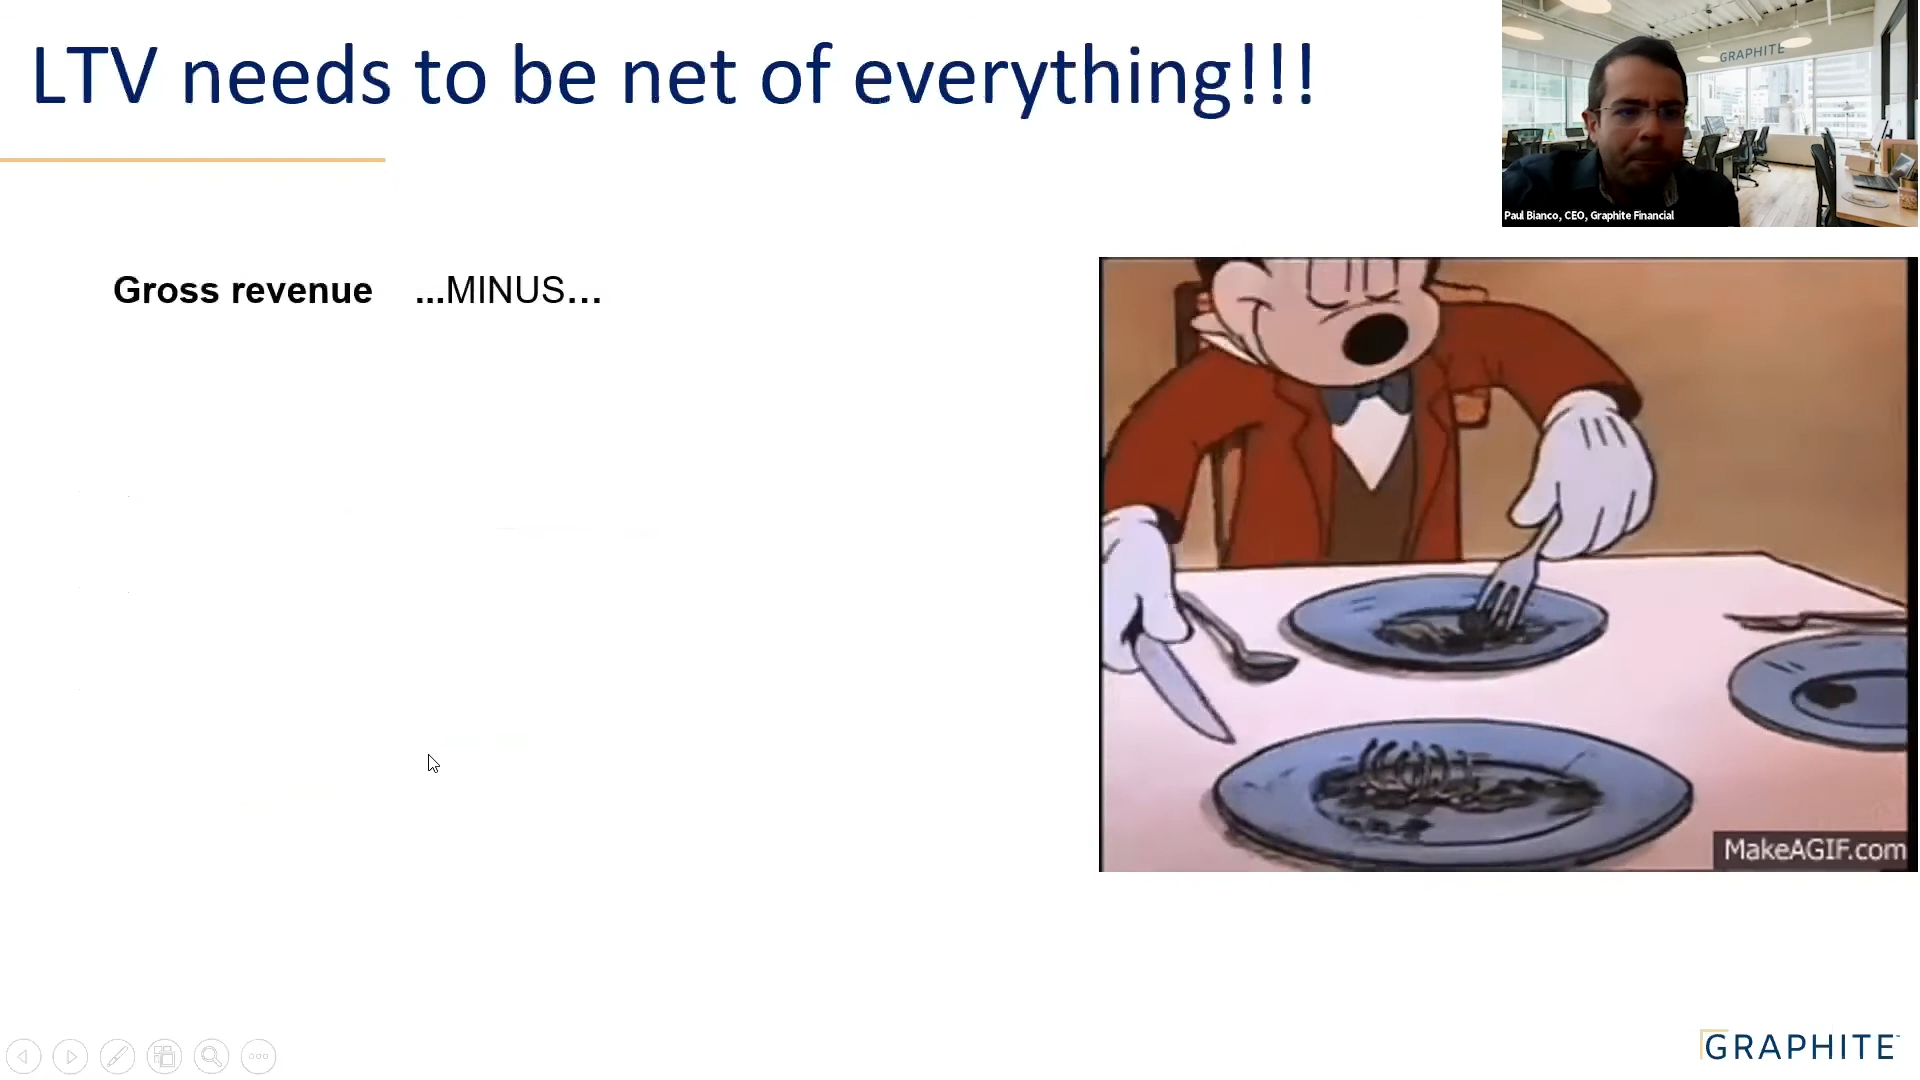 LTV needs to be net of everything!!!
GRAPHITE
Paul Bianco, CEO, Graphite Financial
Gross revenue ...MINUS...
MakeAGIF.com
GRAPHITE